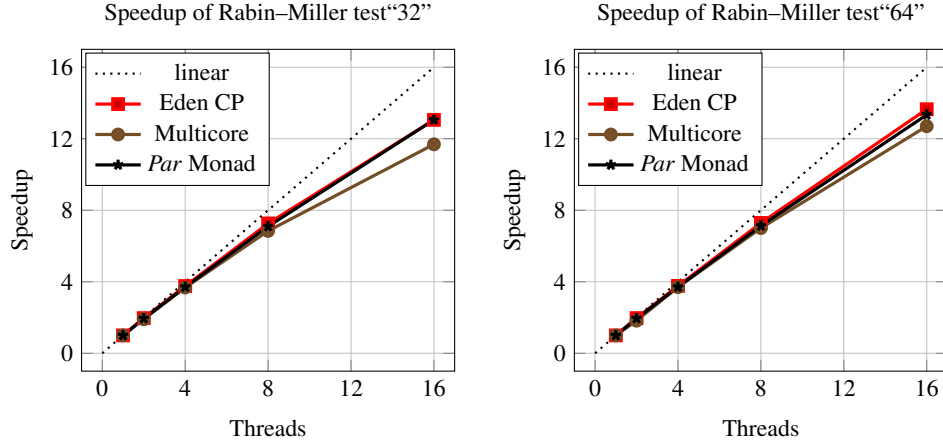 Speedup of Rabin–Miller test“32”
16
12
8
4
0
Speedup
linear
Eden CP
Multicore
Par Monad
0 4 8 12 16
Threads
Speedup of Rabin–Miller test“64”
16
12
8
4
0
Speedup
linear
Eden CP
Multicore
Par Monad
0 4 8 12 16
Threads